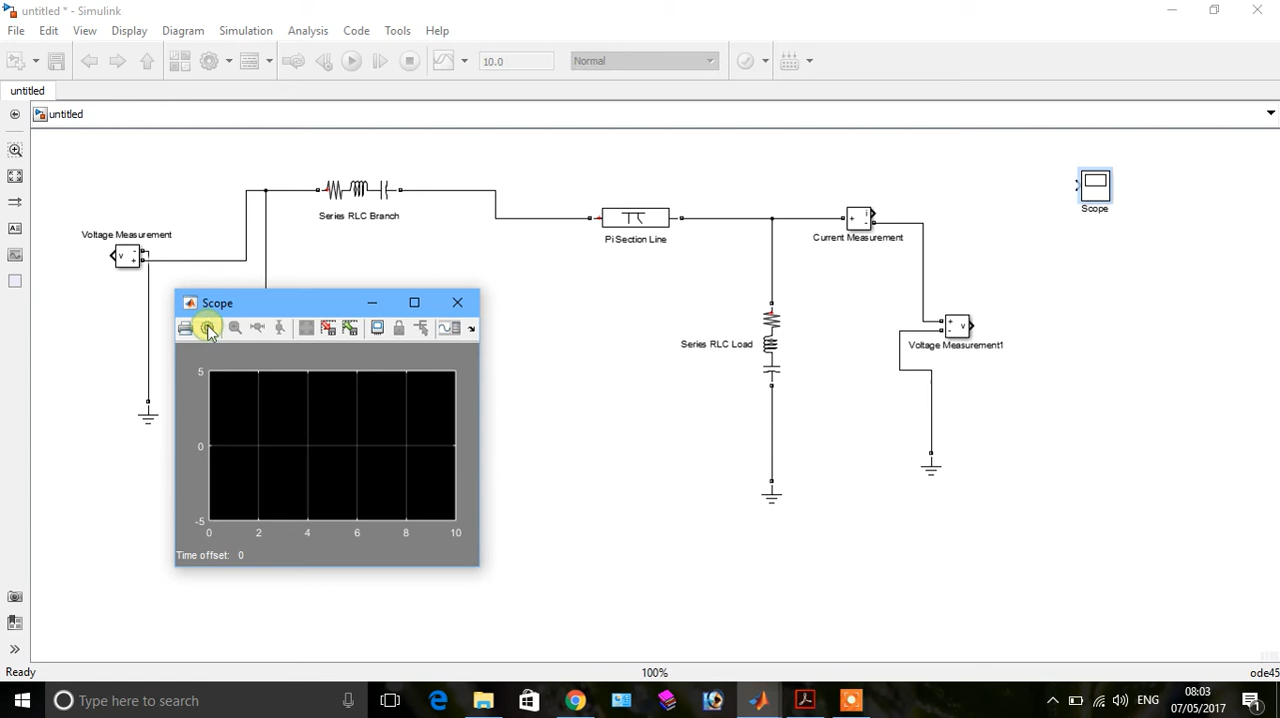 untitled * - Simulink
File Edit View Display Diagram Simulation Analysis Code Tools Help
10.0 Normal
untitled
untitled
Series RLC Branch
Voltage Measurement
v - +
Pi Section Line
+ i -
Current Measurement
Scope
Series RLC Load
+ - v
Voltage Measurement1
Scope
5
0
-5
0 2 4 6 8 10
Time offset: 0
Ready 100% ode45
Type here to search
ENG 08:03
07/05/2017
1